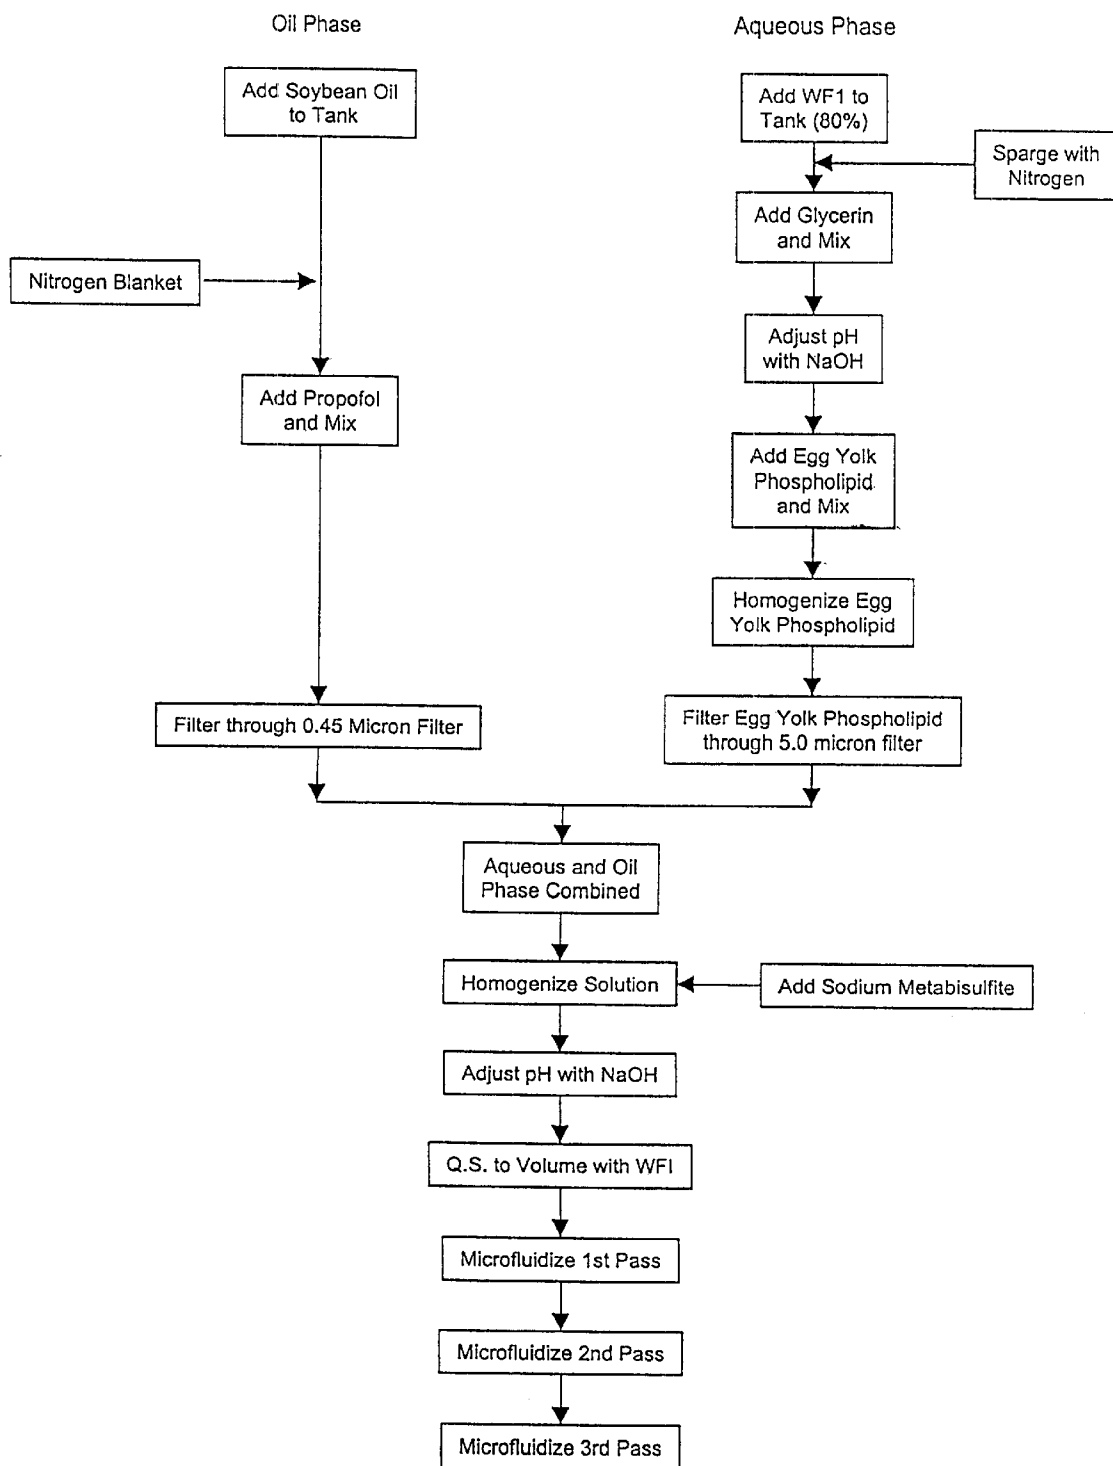 Oil Phase
Aqueous Phase
Add Soybean Oil
to Tank
Add WF1 to
Tank (80%)
Sparge with
Nitrogen
Add Glycerin
and Mix
Nitrogen Blanket
Adjust pH
with NaOH
Add Propofol
and Mix
Add Egg Yolk
Phospholipid
and Mix
Homogenize Egg
Yolk Phospholipid
Filter through 0.45 Micron Filter
Filter Egg Yolk Phospholipid
through 5.0 micron filter
Aqueous and Oil
Phase Combined
Homogenize Solution
Add Sodium Metabisulfite
Adjust pH with NaOH
Q.S. to Volume with WFI
Microfluidize 1st Pass
Microfluidize 2nd Pass
Microfluidize 3rd Pass